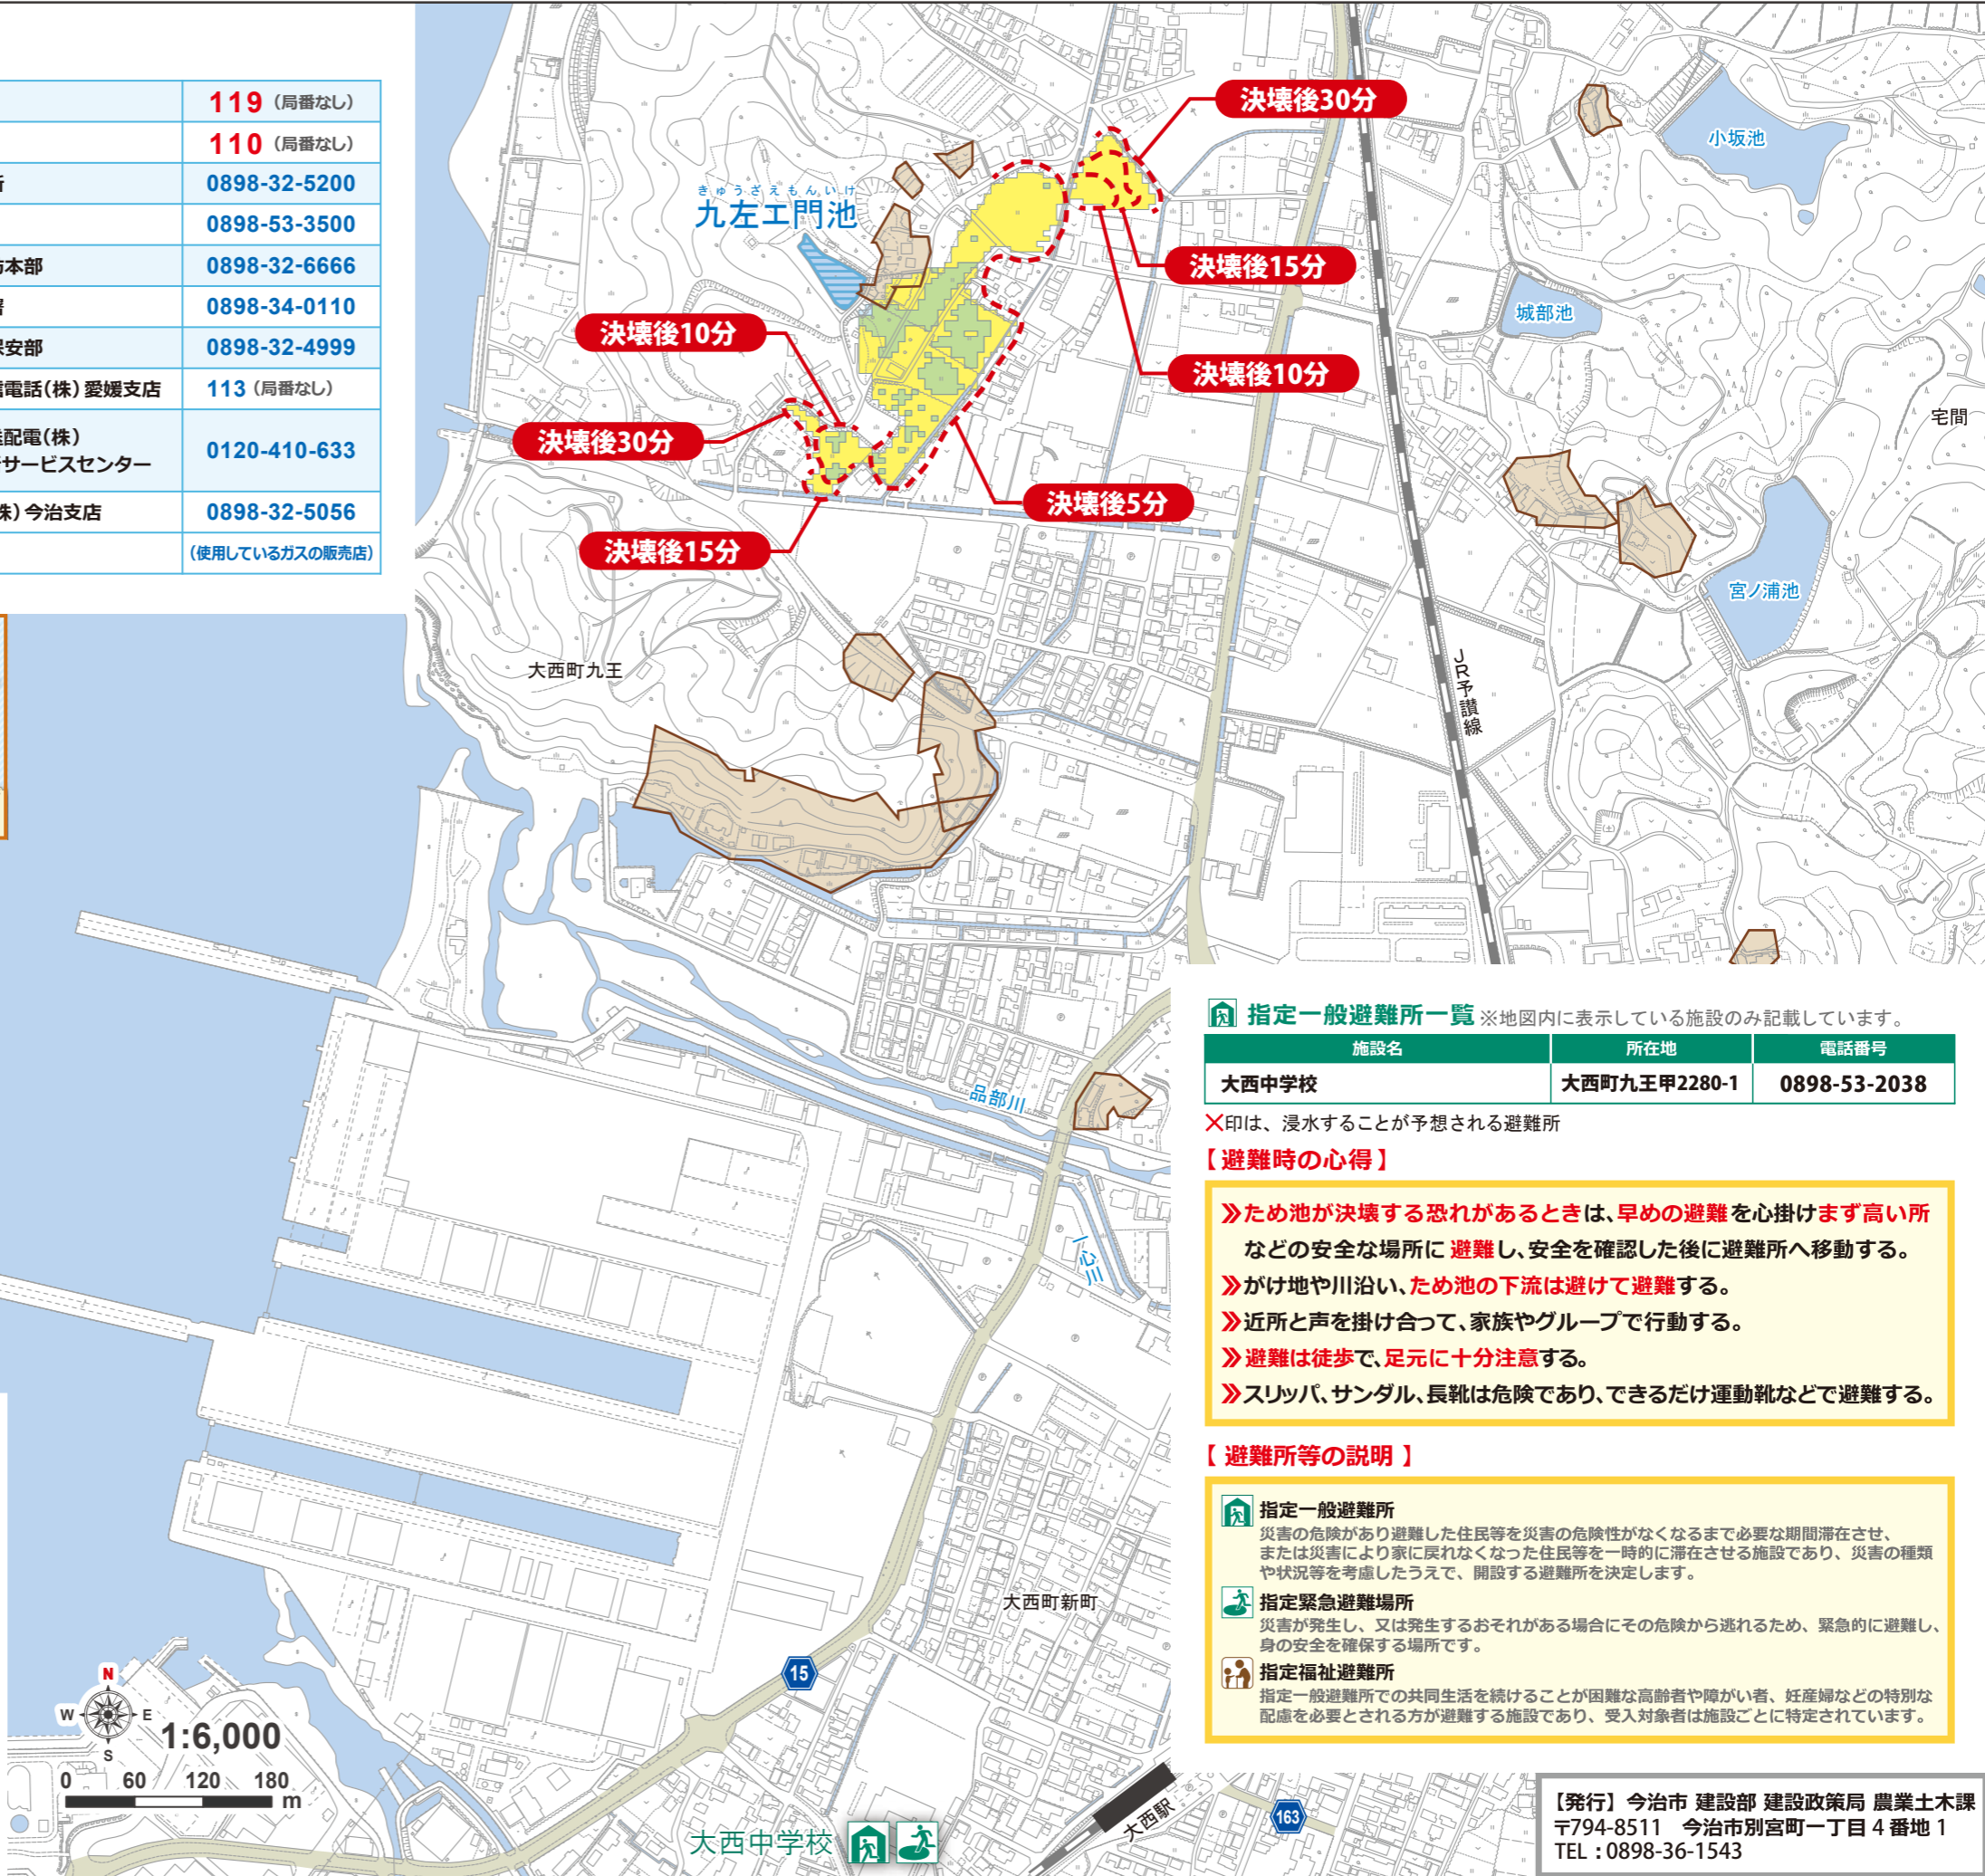 119（局番なし）
110（局番なし）
0898-32-5200
0898-53-3500
本部 0898-32-6666
0898-34-0110
保安部 0898-32-4999
電話(株)愛媛支店 113（局番なし）
配電(株)
サービスセンター 0120-410-633
株)今治支店 0898-32-5056
(使用しているガスの販売店)
決壊後30分
小坂池
きゅうざえもんいけ
九左エ門池
決壊後15分
城部池
決壊後10分
決壊後10分
宅間
決壊後30分
決壊後5分
決壊後15分
宮ノ浦池
大西町九王
JR予讃線
品部川
一心川
大西町新町
15
N
W E
S
1:6,000
0 60 120 180
m
大西中学校
大西駅
163
指定一般避難所一覧 ※地図内に表示している施設のみ記載しています。
施設名 所在地 電話番号
大西中学校 大西町九王甲2280-1 0898-53-2038
×印は、浸水することが予想される避難所
【避難時の心得】
≫ため池が決壊する恐れがあるときは、早めの避難を心掛けまず高い所
などの安全な場所に避難し、安全を確認した後に避難所へ移動する。
≫がけ地や川沿い、ため池の下流は避けて避難する。
≫近所と声を掛け合って、家族やグループで行動する。
≫避難は徒歩で、足元に十分注意する。
≫スリッパ、サンダル、長靴は危険であり、できるだけ運動靴などで避難する。
【 避難所等の説明 】
指定一般避難所
災害の危険があり避難した住民等を災害の危険性がなくなるまで必要な期間滞在させ、
または災害により家に戻れなくなった住民等を一時的に滞在させる施設であり、災害の種類
や状況等を考慮したうえで、開設する避難所を決定します。
指定緊急避難場所
災害が発生し、又は発生するおそれがある場合にその危険から逃れるため、緊急的に避難し、
身の安全を確保する場所です。
指定福祉避難所
指定一般避難所での共同生活を続けることが困難な高齢者や障がい者、妊産婦などの特別な
配慮を必要とされる方が避難する施設であり、受入対象者は施設ごとに特定されています。
【発行】今治市 建設部 建設政策局 農業土木課
〒794-8511 今治市別宮町一丁目4番地1
TEL：0898-36-1543